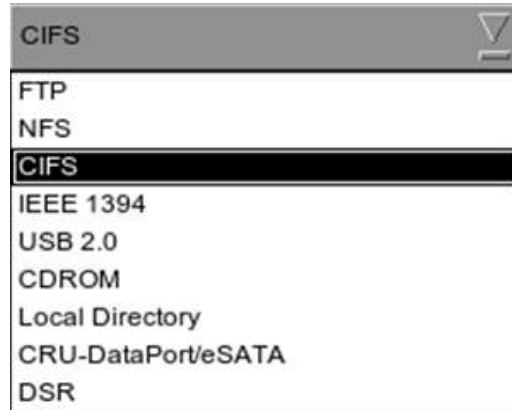 CIFS
FTP
NFS
CIFS
IEEE 1394
USB 2.0
CDROM
Local Directory
CRU-DataPort/eSATA
DSR